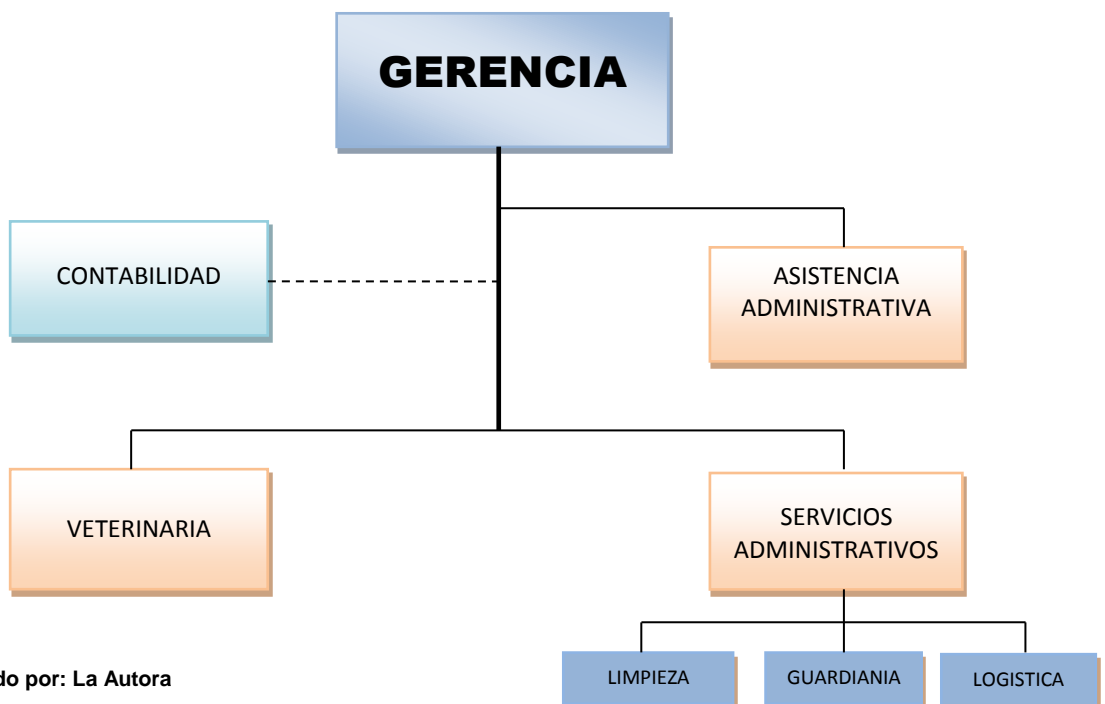 GERENCIA
CONTABILIDAD
ASISTENCIA
ADMINISTRATIVA
VETERINARIA
SERVICIOS
ADMINISTRATIVOS
LIMPIEZA
GUARDIANIA
LOGISTICA
do por: La Autora